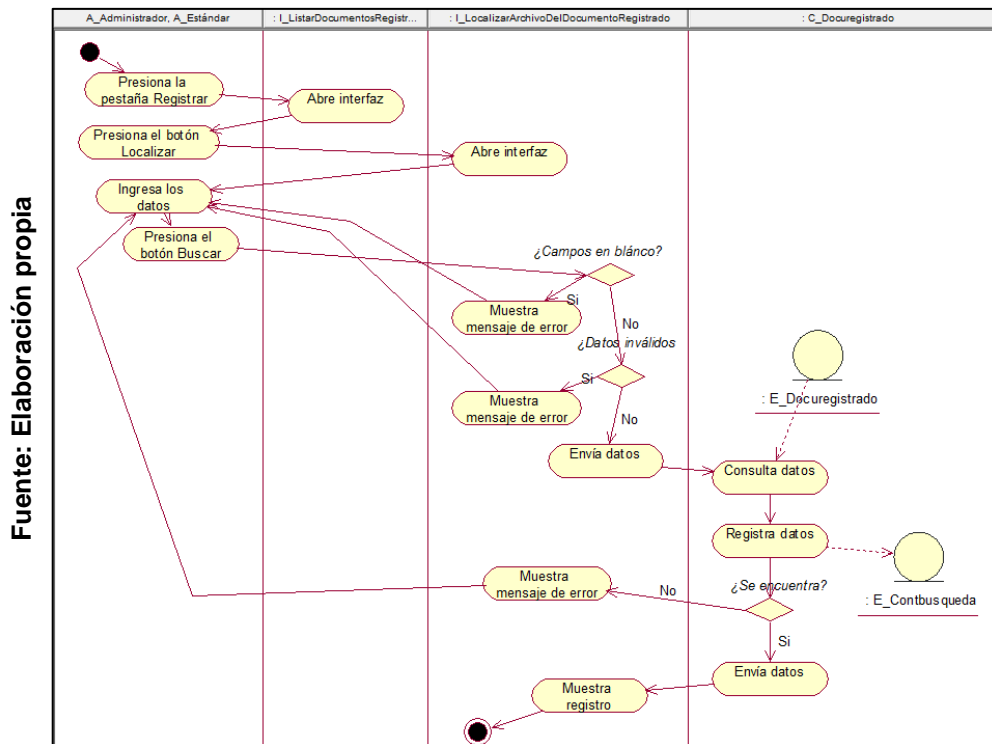 Fuente: Elaboración propia
A_Administrador, A_Estándar
: I_ListarDocumentosRegistr...
: I_LocalizarArchivoDelDocumentoRegistrado
: C_Docuregistrado
Presiona la
pestaña Registrar
Abre interfaz
Presiona el botón
Localizar
Abre interfaz
Ingresa los
datos
Presiona el
botón Buscar
¿Campos en blánco?
Si
Muestra
mensaje de error
No
¿Datos inválidos
Si
Muestra
mensaje de error
No
: E_Docuregistrado
Envía datos
Consulta datos
Registra datos
: E_Contbusqueda
¿Se encuentra?
No
Muestra
mensaje de error
Si
Envía datos
Muestra
registro